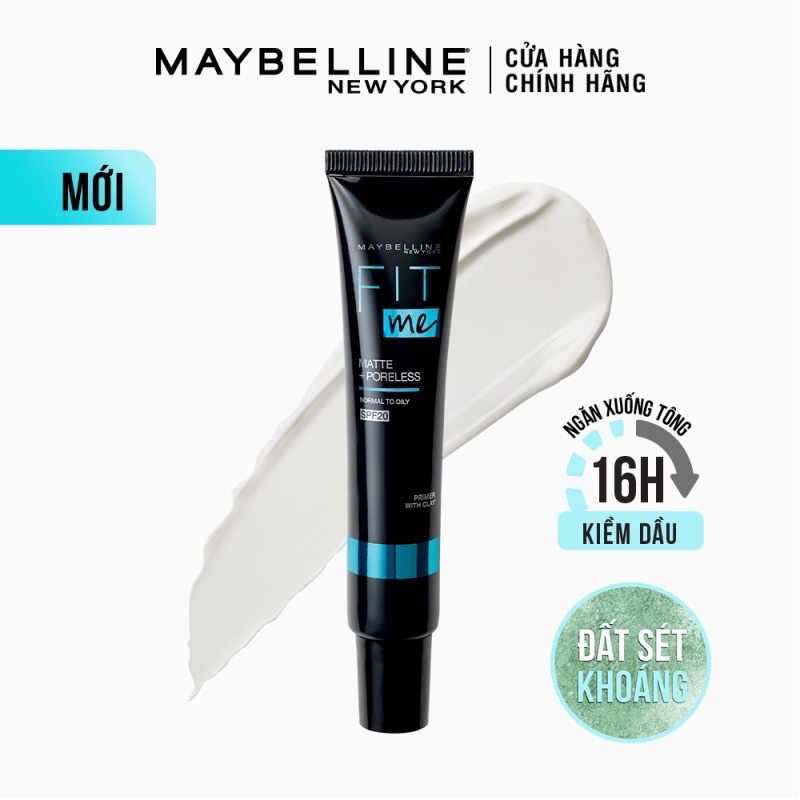 MAYBELLINE
NEW YORK
CỬA HÀNG
CHÍNH HÃNG
MỚI
MAYBELLINE
NEW YORK
FIT
me
MATTE
+ PORELESS
NORMAL TO OILY
SPF20
PRIMER
WITH CLAY
NGĂN XUỐNG TÔNG
16H
KIỀM DẦU
ĐẤT SÉT
KHOÁNG